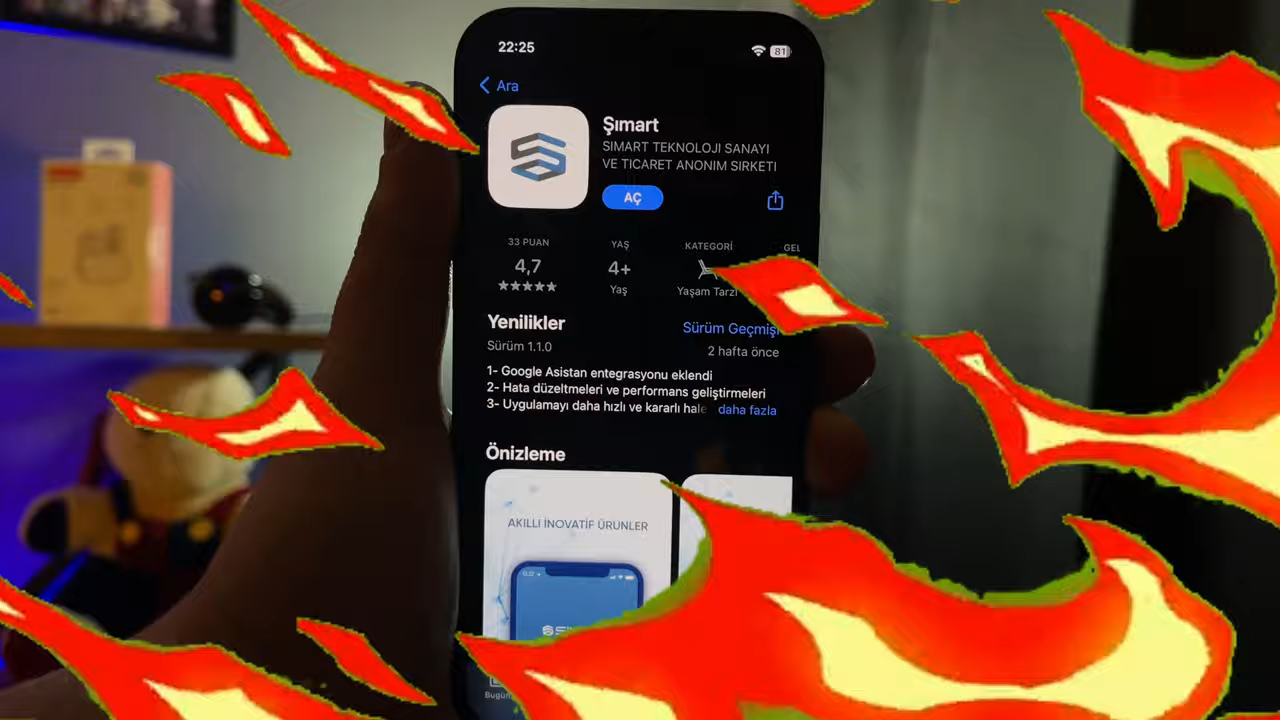 22:25
81
Ara
Şımart
SIMART TEKNOLOJI SANAYI
VE TICARET ANONIM SIRKETI
AÇ
33 PUAN
YAŞ
KATEGORİ
GEL
4,7
4+
Yaş
Yaşam Tarzı
Yenilikler
Sürüm Geçmişi
Sürüm 1.1.0
2 hafta önce
1- Google Asistan entegrasyonu eklendi
2- Hata düzeltmeleri ve performans geliştirmeleri
3- Uygulamayı daha hızlı ve kararlı hale daha fazla
Önizleme
AKILLI İNOVATİF ÜRÜNLER
Bugün